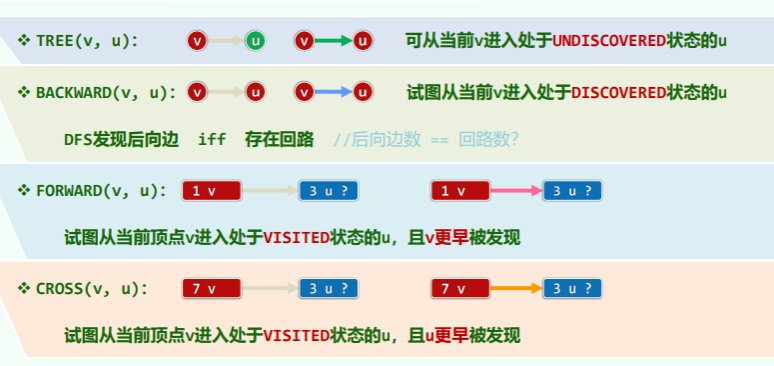 ❖ TREE(v, u): v u v u 可从当前v进入处于UNDISCOVERED状态的u
❖ BACKWARD(v, u): v u v u 试图从当前v进入处于DISCOVERED状态的u
DFS发现后向边 iff 存在回路 //后向边数 == 回路数?
❖ FORWARD(v, u): 1 v 3 u ? 1 v 3 u ?
试图从当前顶点v进入处于VISITED状态的u, 且v更早被发现
❖ CROSS(v, u): 7 v 3 u ? 7 v 3 u ?
试图从当前顶点v进入处于VISITED状态的u, 且u更早被发现